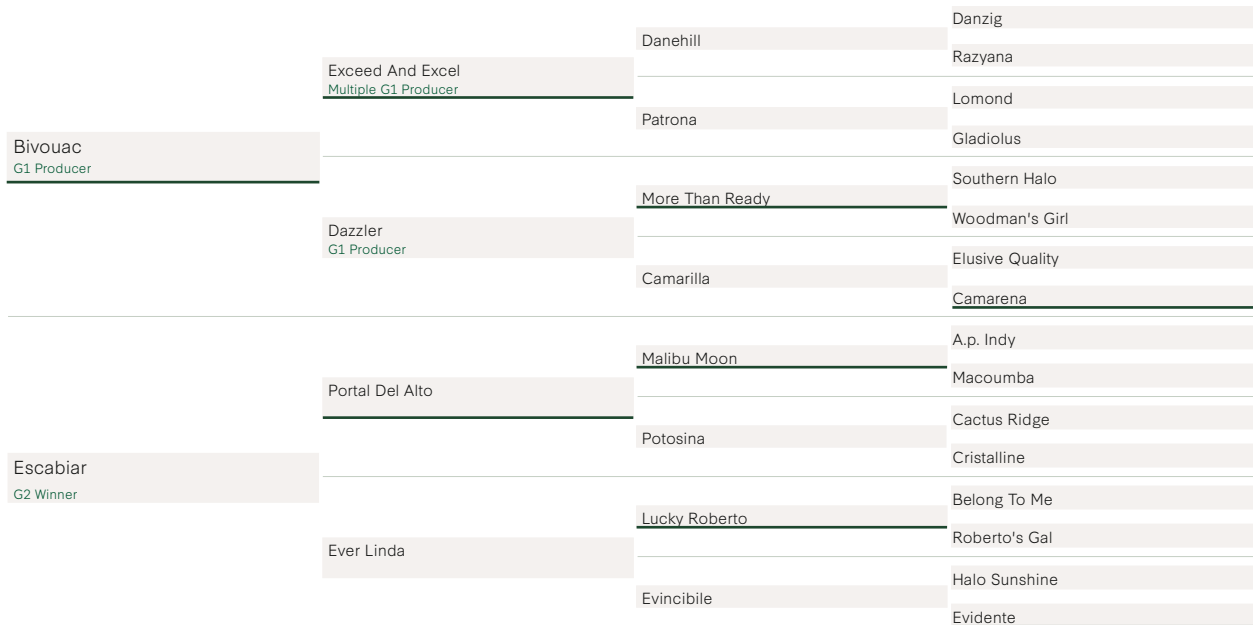 Bivouac
G1 Producer
Escabiar
G2 Winner
Exceed And Excel
Multiple G1 Producer
Dazzler
G1 Producer
Portal Del Alto
Ever Linda
Danehill
Patrona
More Than Ready
Camarilla
Malibu Moon
Potosina
Lucky Roberto
Evincibile
Danzig
Razyana
Lomond
Gladiolus
Southern Halo
Woodman's Girl
Elusive Quality
Camarena
A.p. Indy
Macoumba
Cactus Ridge
Cristalline
Belong To Me
Roberto's Gal
Halo Sunshine
Evidente